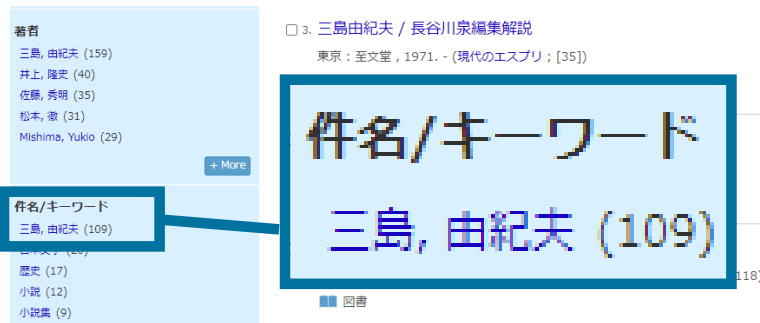 著者
三島, 由紀夫 (159)
井上, 隆史 (40)
佐藤, 秀明 (35)
松本, 徹 (31)
Mishima, Yukio (29)
+ More
件名/キーワード
三島, 由紀夫 (109)
歴史 (17)
小説 (12)
小説集 (9)
3. 三島由紀夫 / 長谷川泉編集解説
東京 : 至文堂 , 1971. - (現代のエスプリ ; [35])
件名/キーワード
三島, 由紀夫 (109)
118)
図書